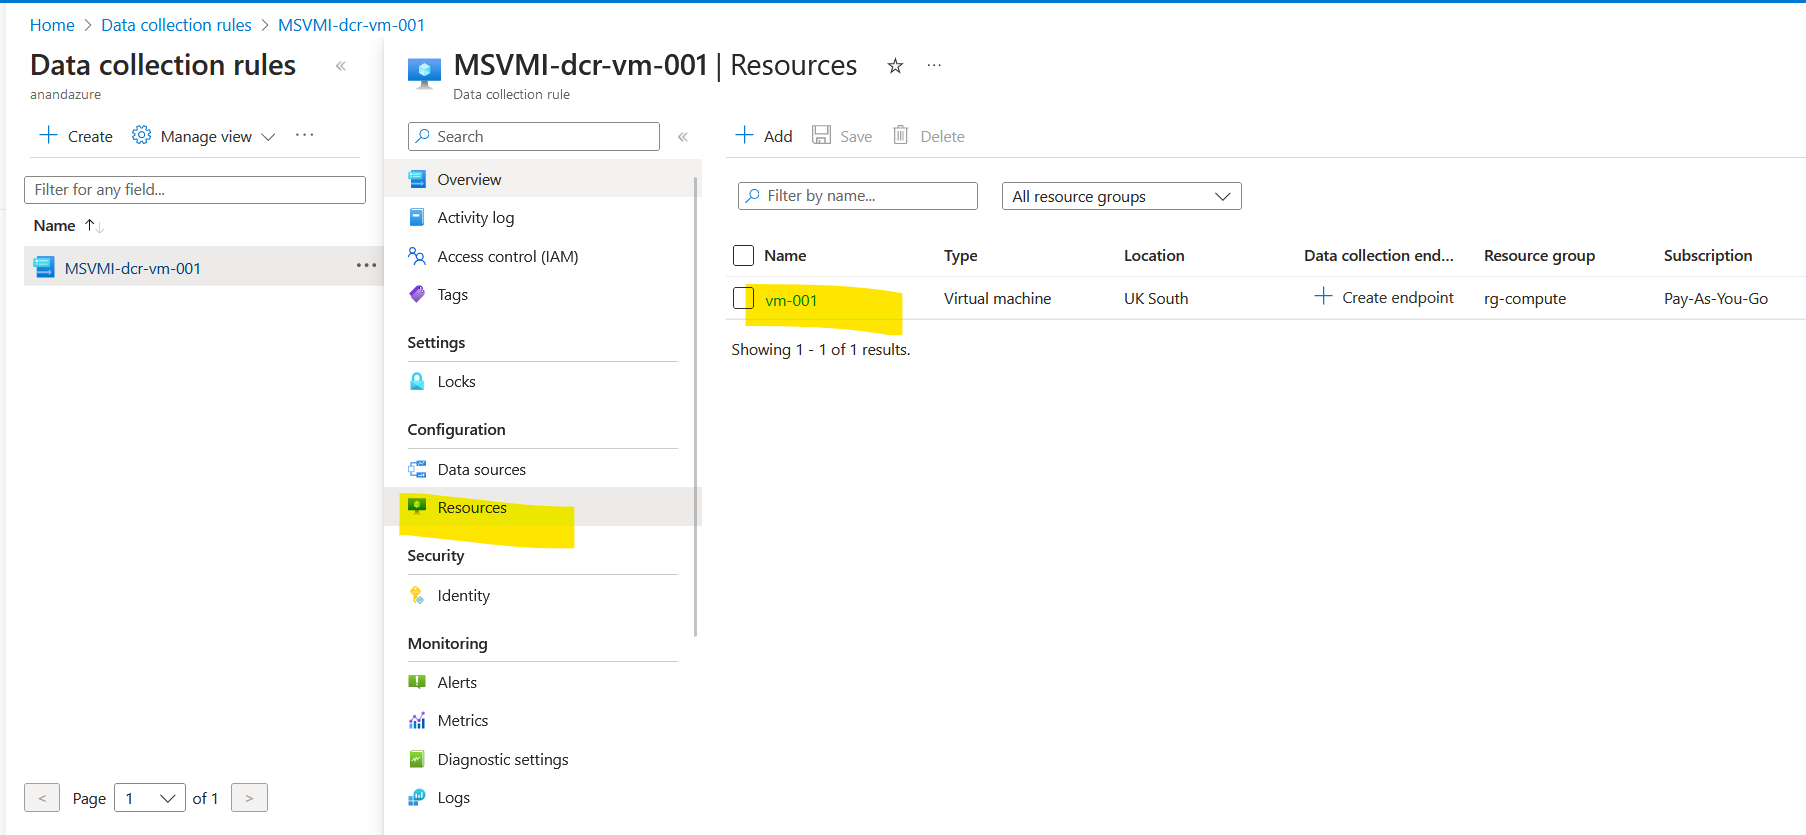 Home > Data collection rules > MSVMI-dcr-vm-001
Data collection rules «
anandazure
+ Create Manage view ···
Filter for any field...
Name ↑↓
MSVMI-dcr-vm-001 ···
< Page 1 of 1 >
MSVMI-dcr-vm-001 | Resources ☆ ···
Data collection rule
Search «
Overview
Activity log
Access control (IAM)
Tags
Settings
Locks
Configuration
Data sources
Resources
Security
Identity
Monitoring
Alerts
Metrics
Diagnostic settings
Logs
+ Add Save Delete
Filter by name... All resource groups
Name Type Location Data collection end... Resource group Subscription
vm-001 Virtual machine UK South + Create endpoint rg-compute Pay-As-You-Go
Showing 1 - 1 of 1 results.